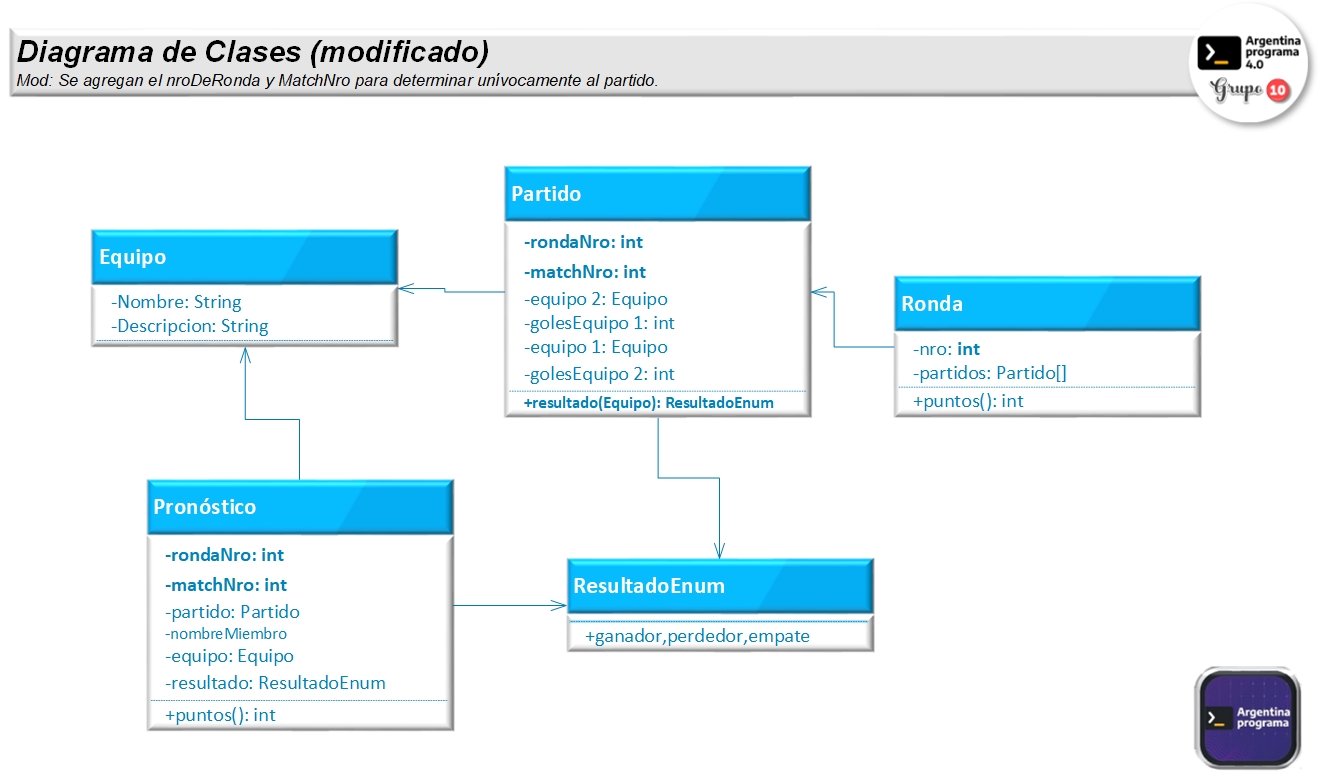 Diagrama de Clases (modificado)
Mod: Se agregan el nroDeRonda y MatchNro para determinar unívocamente al partido.
Argentina
programa
4.0
Grupo 10
Partido
-rondaNro: int
-matchNro: int
-equipo 2: Equipo
-golesEquipo 1: int
-equipo 1: Equipo
-golesEquipo 2: int
+resultado(Equipo): ResultadoEnum
Equipo
-Nombre: String
-Descripcion: String
Ronda
-nro: int
-partidos: Partido[]
+puntos(): int
Pronóstico
-rondaNro: int
-matchNro: int
-partido: Partido
-nombreMiembro
-equipo: Equipo
-resultado: ResultadoEnum
+puntos(): int
ResultadoEnum
+ganador,perdedor,empate
Argentina
programa